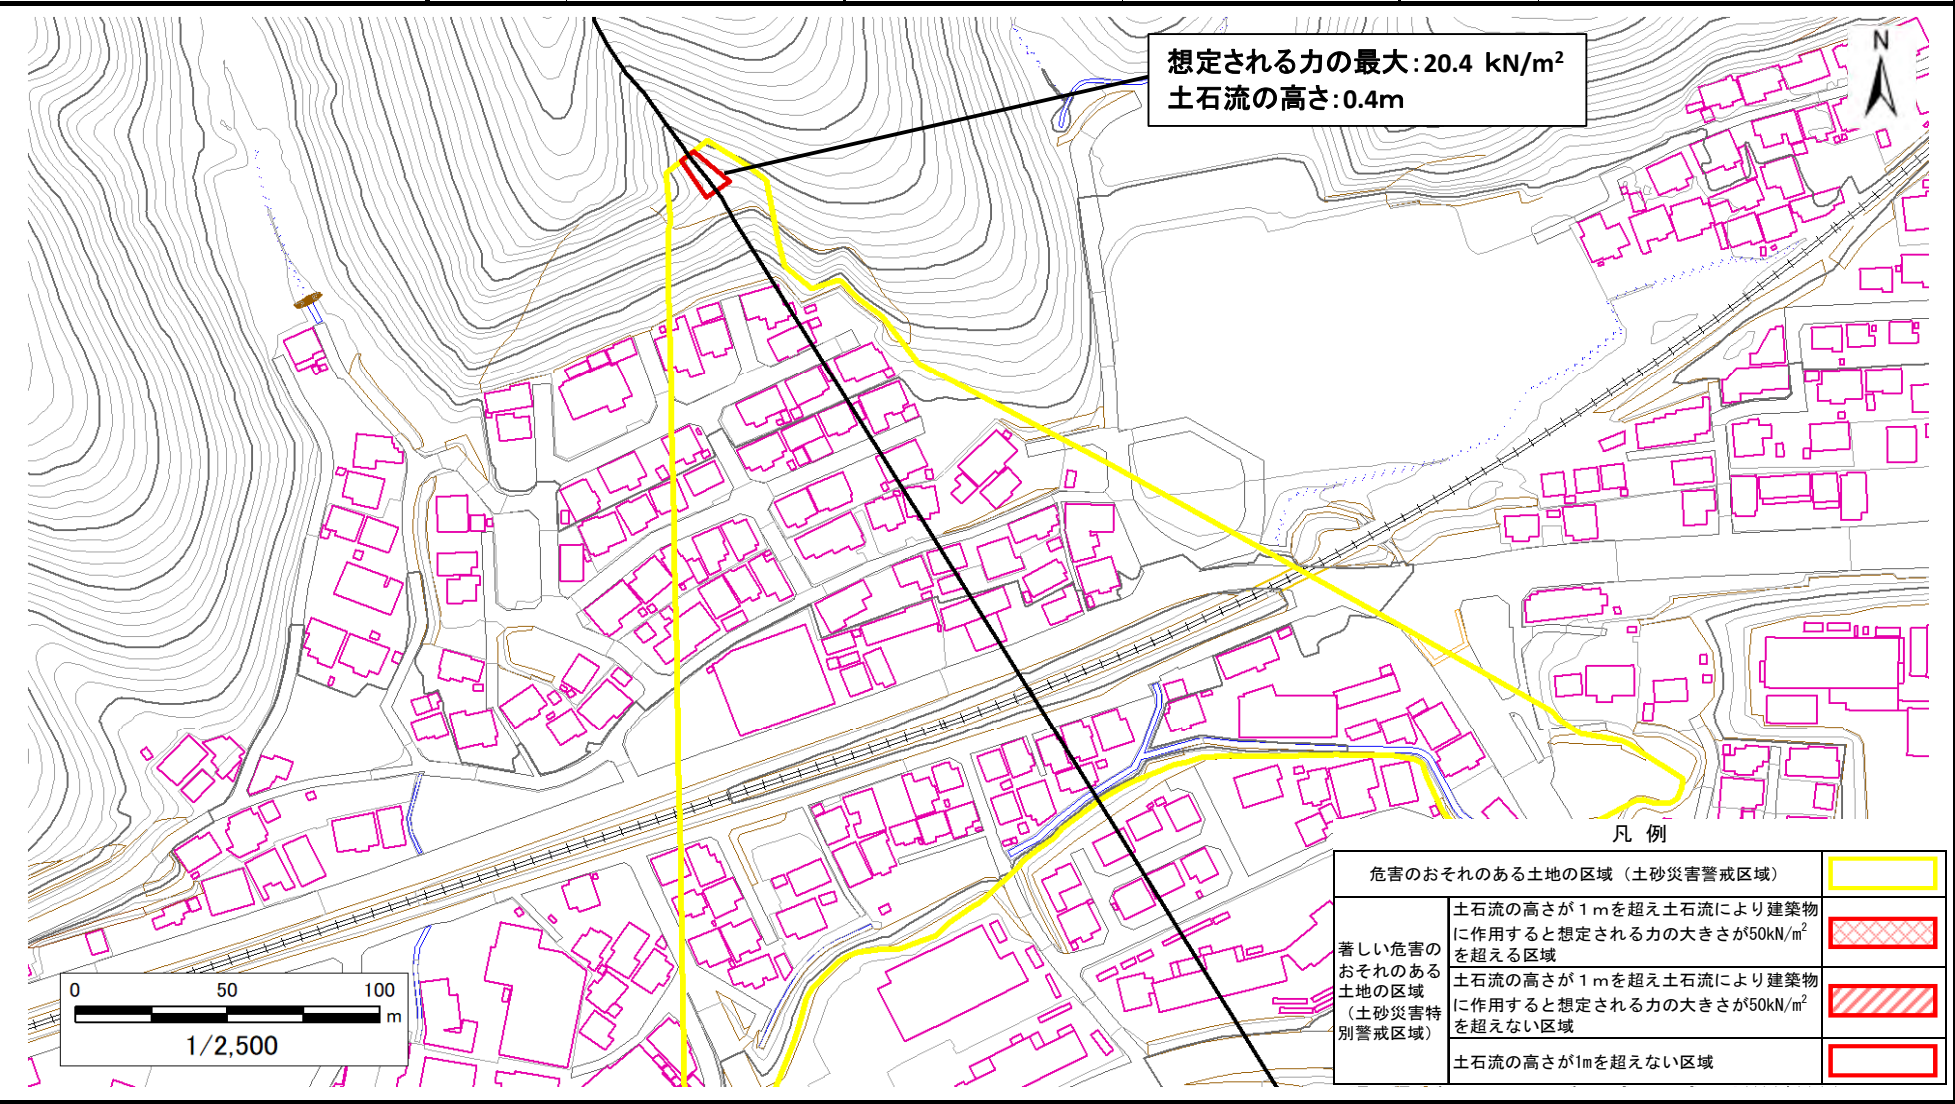 想定される力の最大：20.4 kN/m²
土石流の高さ：0.4m
N
凡 例
危害のおそれのある土地の区域（土砂災害警戒区域）
著しい危害の
おそれのある
土地の区域
（土砂災害特
別警戒区域）
土石流の高さが１ｍを超え土石流により建築物
に作用すると想定される力の大きさが50kN/㎡
を超える区域
土石流の高さが１ｍを超え土石流により建築物
に作用すると想定される力の大きさが50kN/㎡
を超えない区域
土石流の高さが1mを超えない区域
0 50 100
m
1/2,500